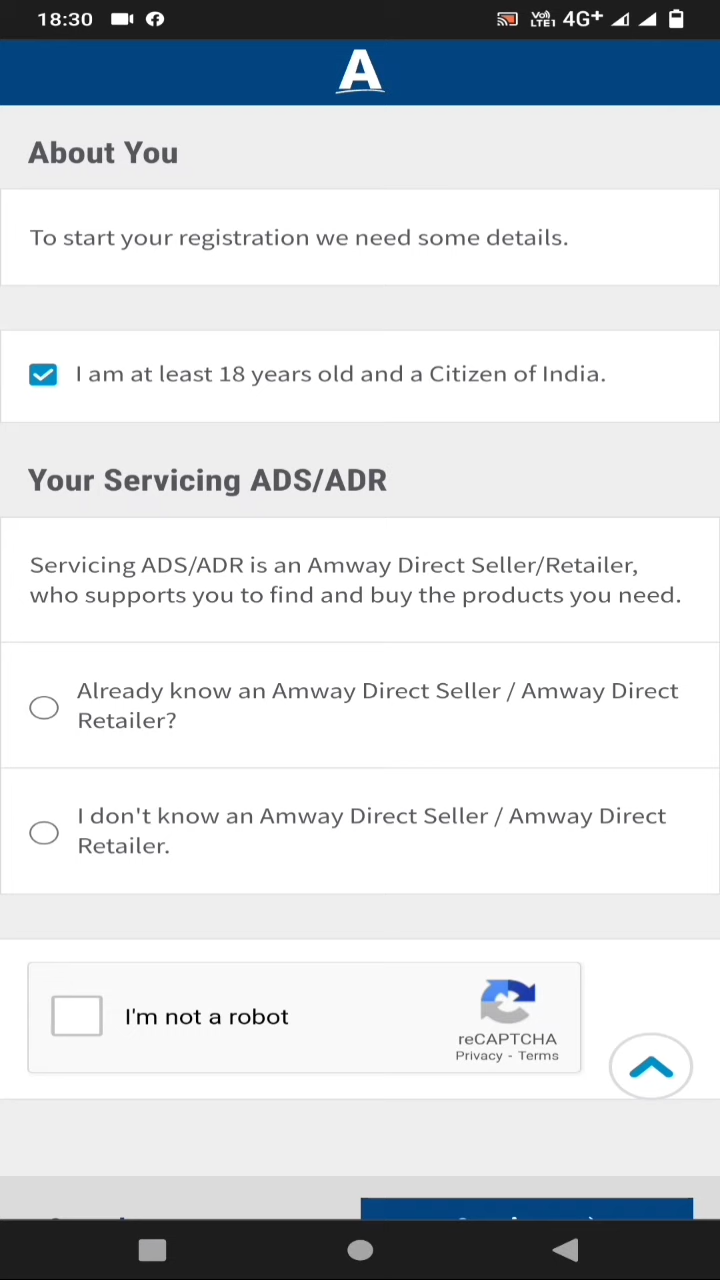 18:30
Vo)) LTE1 4G+
A
About You
To start your registration we need some details.
I am at least 18 years old and a Citizen of India.
Your Servicing ADS/ADR
Servicing ADS/ADR is an Amway Direct Seller/Retailer,
who supports you to find and buy the products you need.
Already know an Amway Direct Seller / Amway Direct
Retailer?
I don't know an Amway Direct Seller / Amway Direct
Retailer.
I'm not a robot
reCAPTCHA
Privacy - Terms